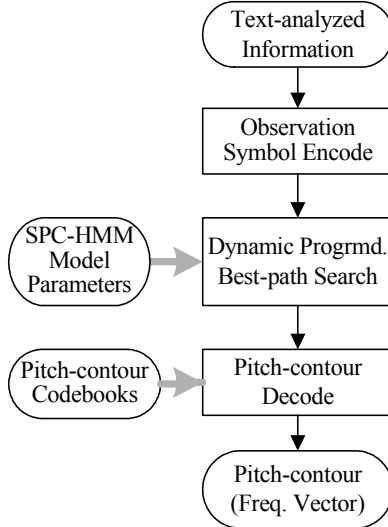 Text-analyzed
Information
Observation
Symbol Encode
SPC-HMM
Model
Parameters
Dynamic Progrmd.
Best-path Search
Pitch-contour
Codebooks
Pitch-contour
Decode
Pitch-contour
(Freq. Vector)